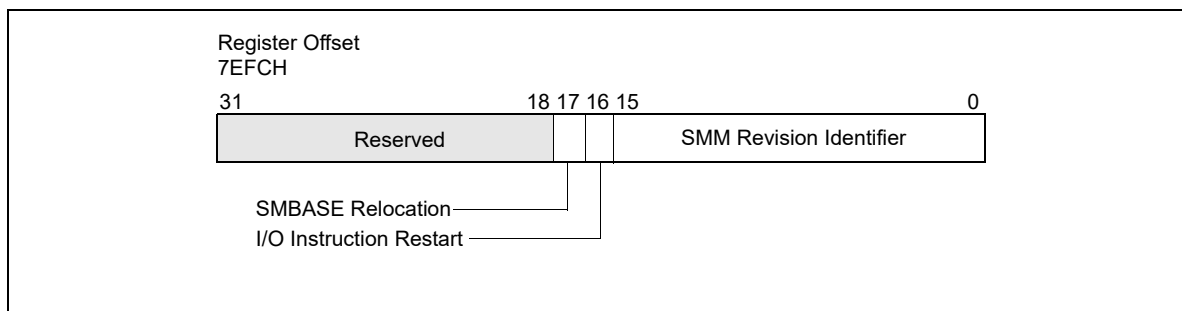 Register Offset
7EFCH
31 18 17 16 15 0
Reserved SMM Revision Identifier
SMBASE Relocation
I/O Instruction Restart